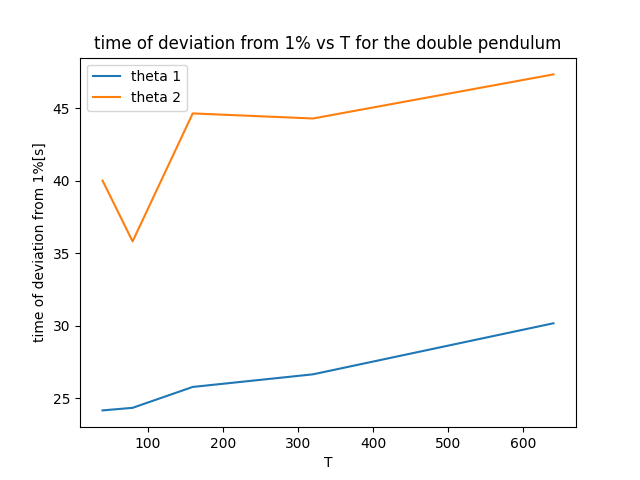 time of deviation from 1% vs T for the double pendulum
theta 1
theta 2
time of deviation from 1%[s]
45
40
35
30
25
100 200 300 400 500 600
T